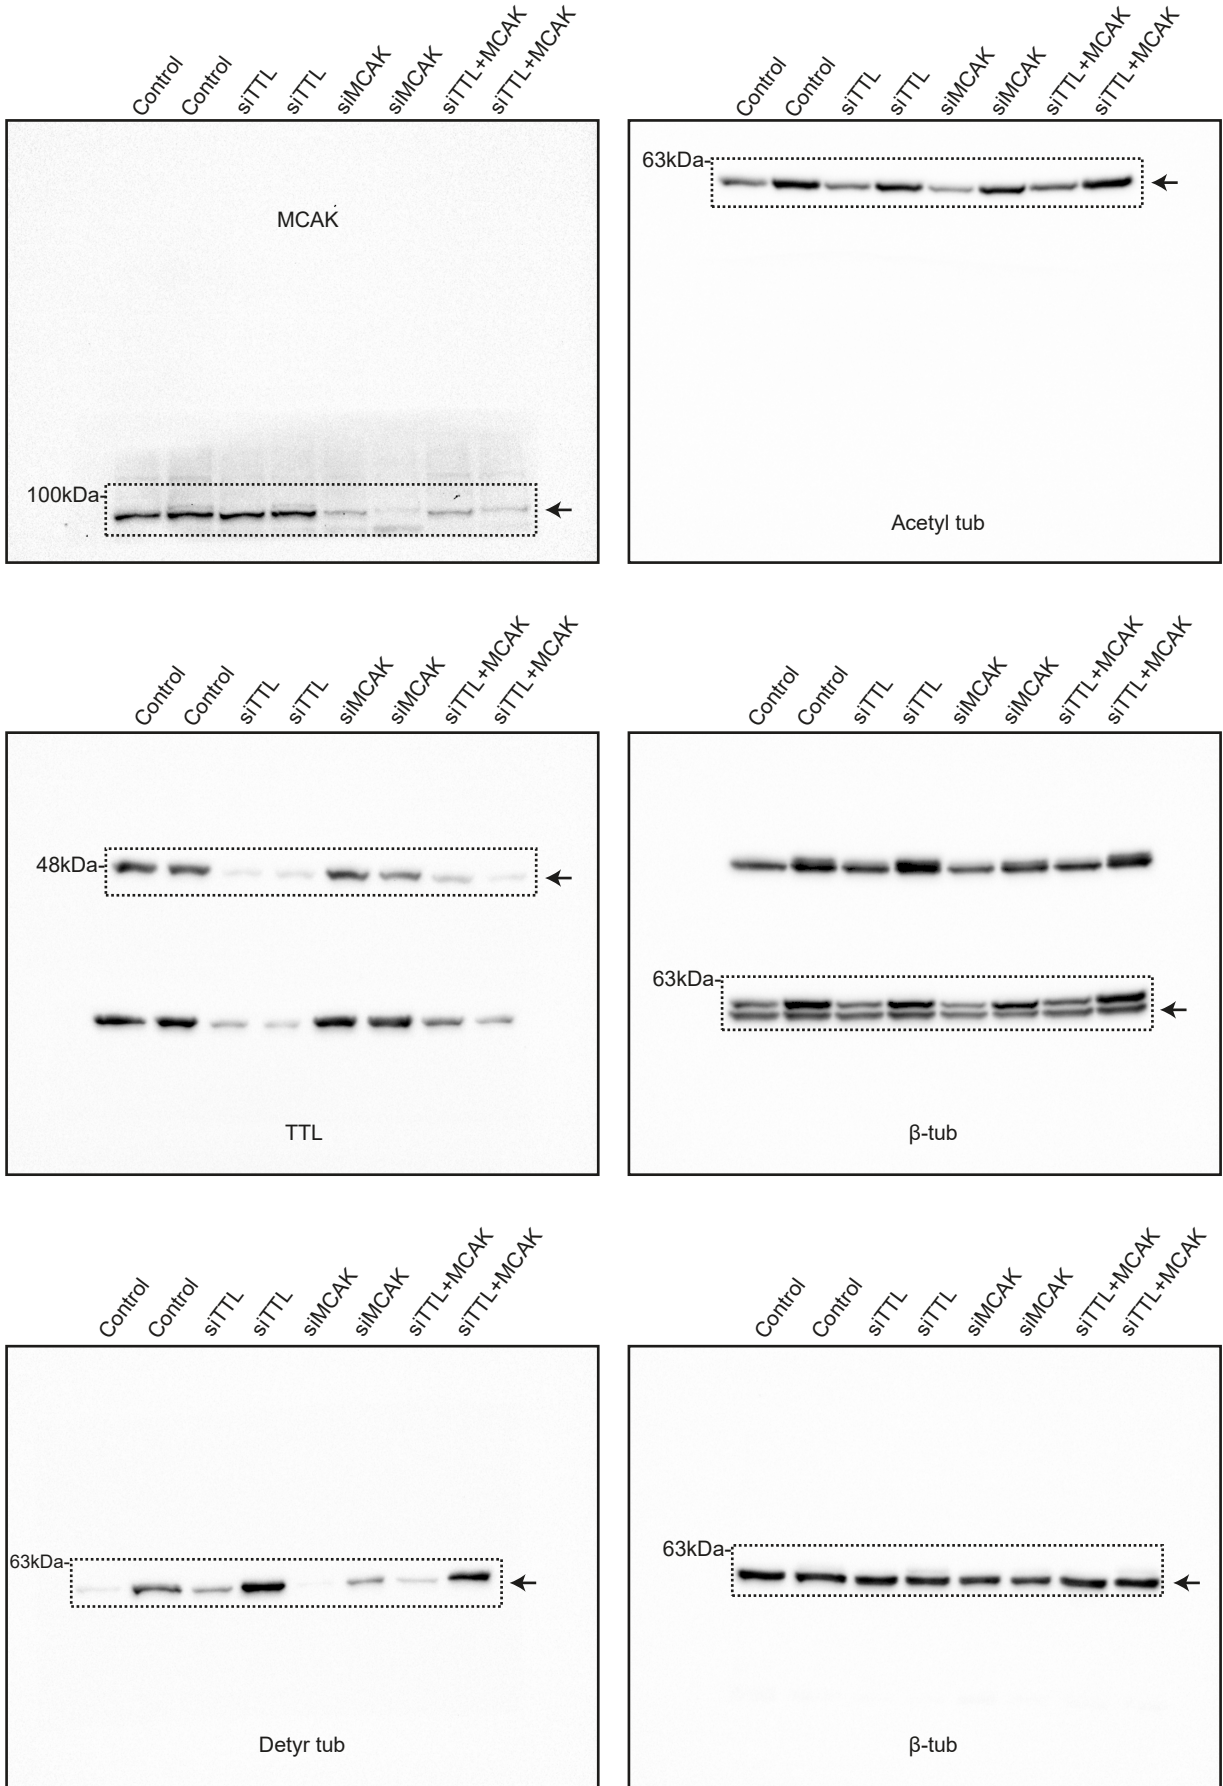 Control
Control
siTTL
siTTL
siMCAK
siMCAK
siTTL+MCAK
siTTL+MCAK
MCAK
100kDa-
Control
Control
siTTL
siTTL
siMCAK
siMCAK
siTTL+MCAK
siTTL+MCAK
63kDa-
Acetyl tub
Control
Control
siTTL
siTTL
siMCAK
siMCAK
siTTL+MCAK
siTTL+MCAK
48kDa-
TTL
Control
Control
siTTL
siTTL
siMCAK
siMCAK
siTTL+MCAK
siTTL+MCAK
63kDa-
β-tub
Control
Control
siTTL
siTTL
siMCAK
siMCAK
siTTL+MCAK
siTTL+MCAK
63kDa-
Detyr tub
Control
Control
siTTL
siTTL
siMCAK
siMCAK
siTTL+MCAK
siTTL+MCAK
63kDa-
β-tub